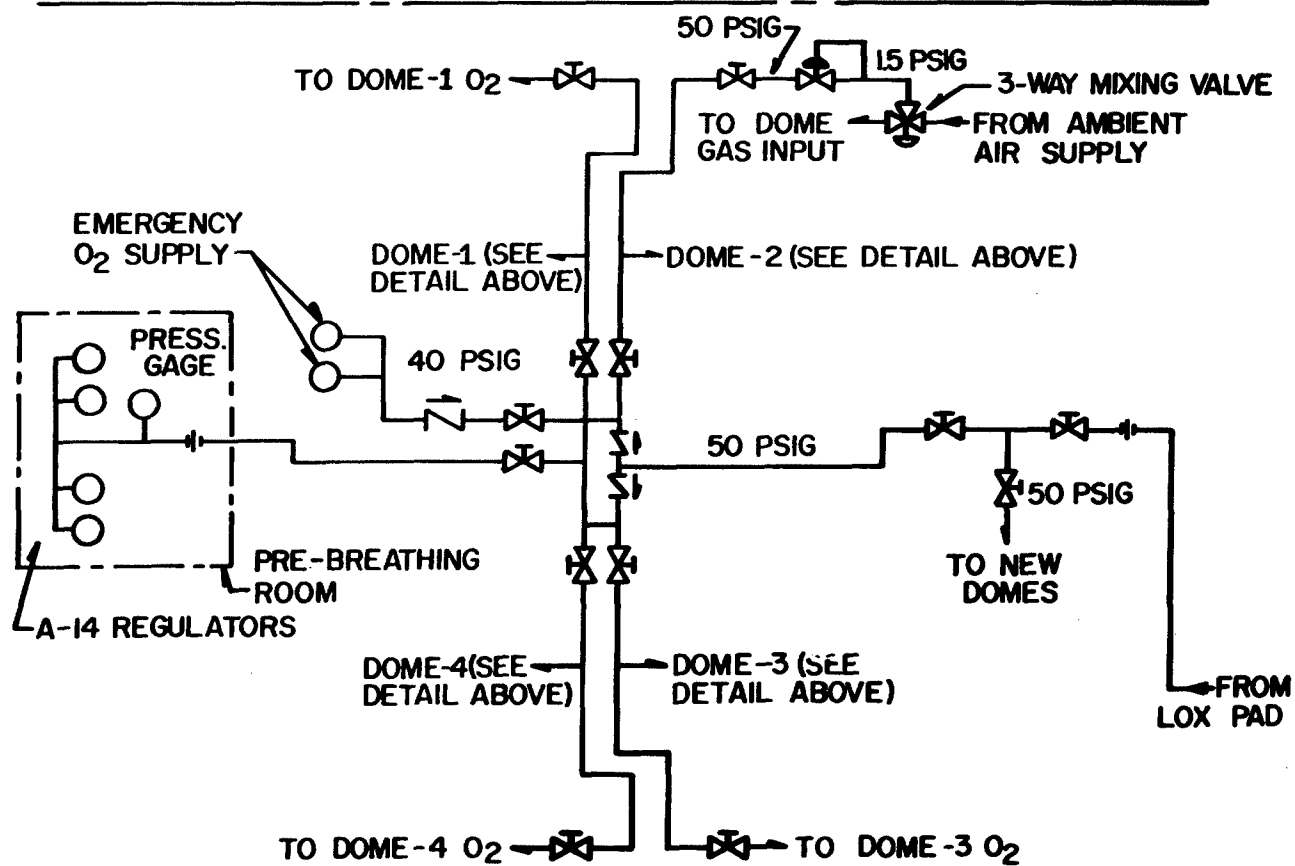 50 PSIG
TO DOME-1 O2
1.5 PSIG
3-WAY MIXING VALVE
TO DOME
GAS INPUT
FROM AMBIENT
AIR SUPPLY
EMERGENCY
O2 SUPPLY
DOME-1 (SEE
DETAIL ABOVE)
DOME-2 (SEE DETAIL ABOVE)
PRESS.
GAGE
40 PSIG
50 PSIG
50 PSIG
TO NEW
DOMES
PRE-BREATHING
ROOM
A-14 REGULATORS
DOME-4 (SEE
DETAIL ABOVE)
DOME-3 (SEE
DETAIL ABOVE)
FROM
LOX PAD
TO DOME-4 O2
TO DOME-3 O2